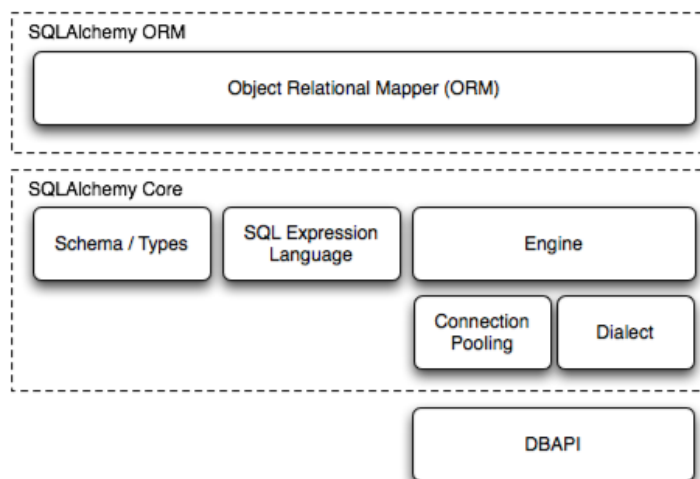 SQLAlchemy ORM
Object Relational Mapper (ORM)
SQLAlchemy Core
Schema / Types
SQL Expression
Language
Engine
Connection
Pooling
Dialect
DBAPI